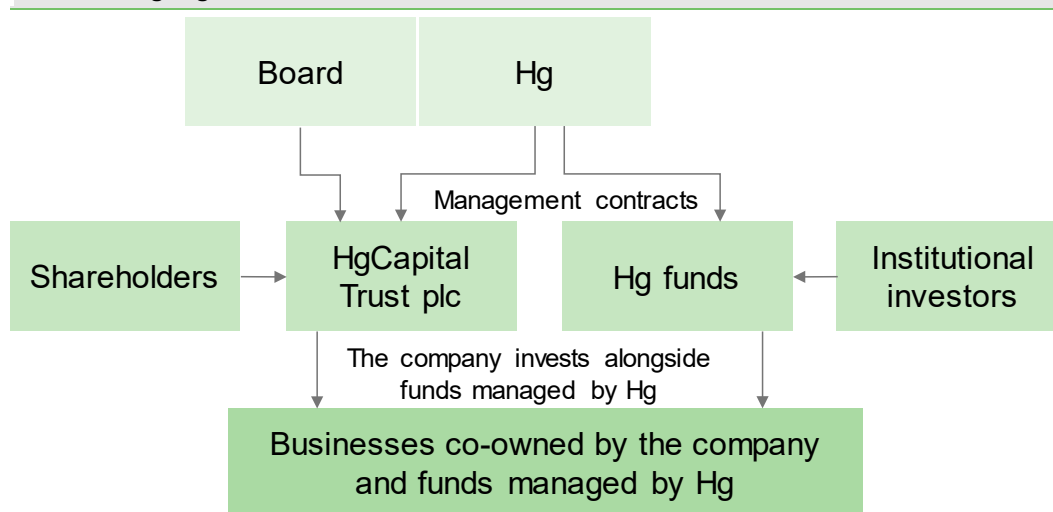 Board
Hg
Management contracts
Shareholders
HgCapital
Trust plc
Hg funds
Institutional
investors
The company invests alongside
funds managed by Hg
Businesses co-owned by the company
and funds managed by Hg